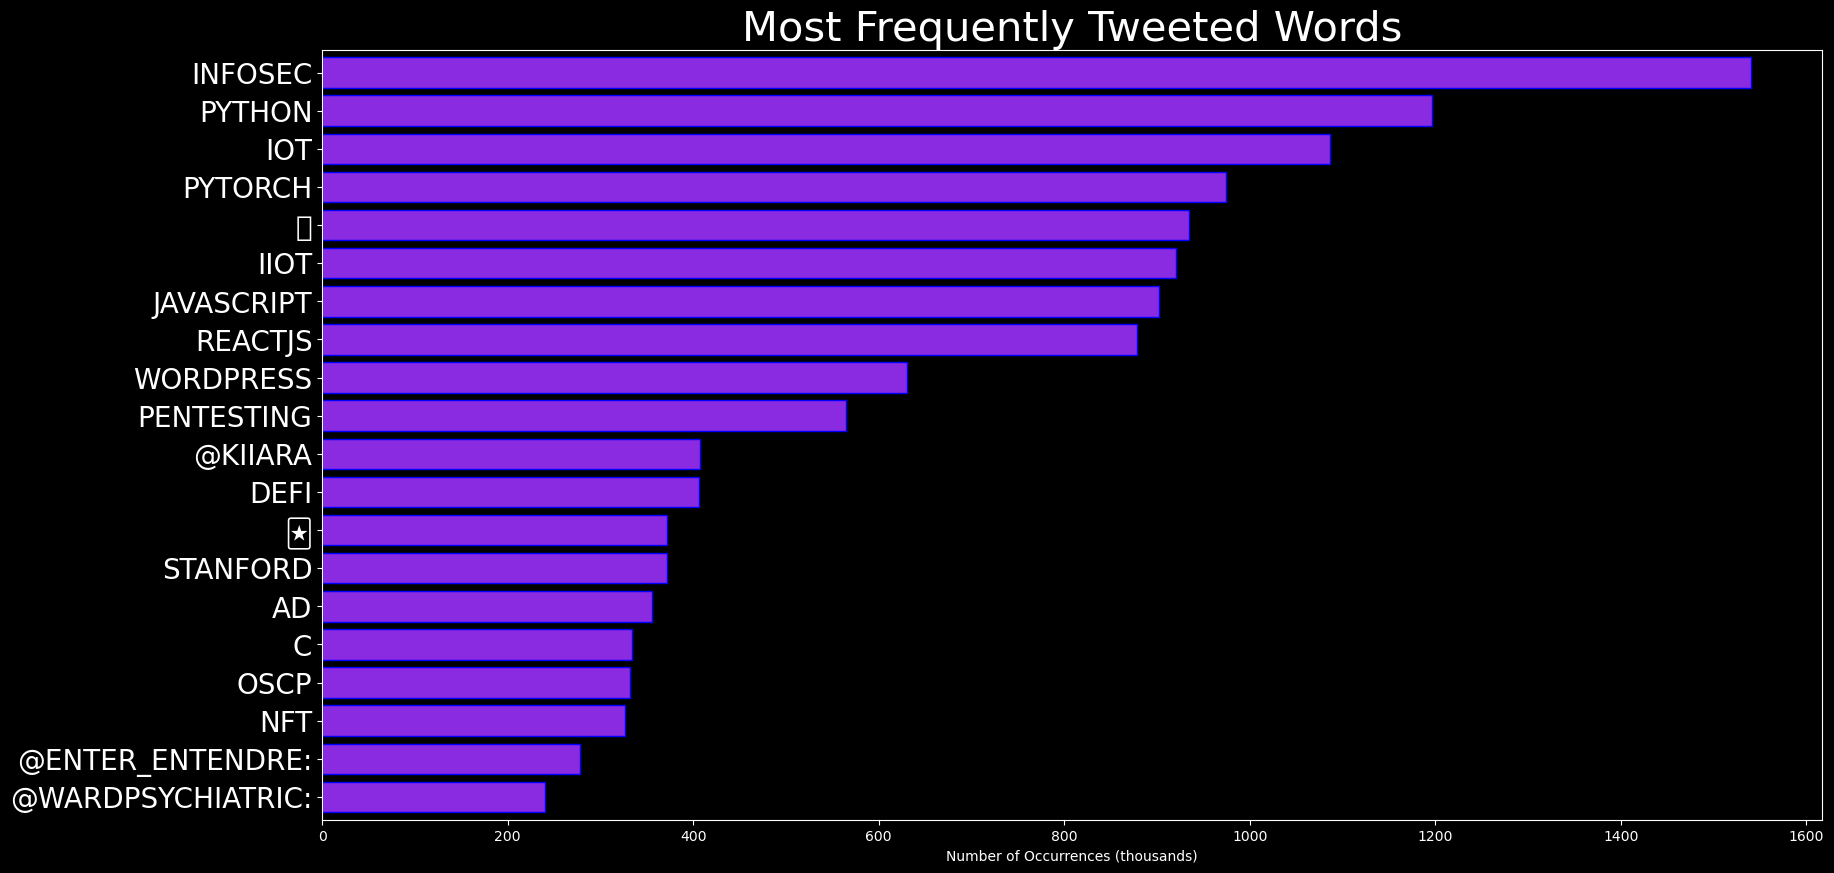 Most Frequently Tweeted Words
INFOSEC
PYTHON
IOT
PYTORCH
IIOT
JAVASCRIPT
REACTJS
WORDPRESS
PENTESTING
@KIIARA
DEFI
★
STANFORD
AD
C
OSCP
NFT
@ENTER_ENTENDRE:
@WARDPSYCHIATRIC:
0 200 400 600 800 1000 1200 1400 1600
Number of Occurrences (thousands)